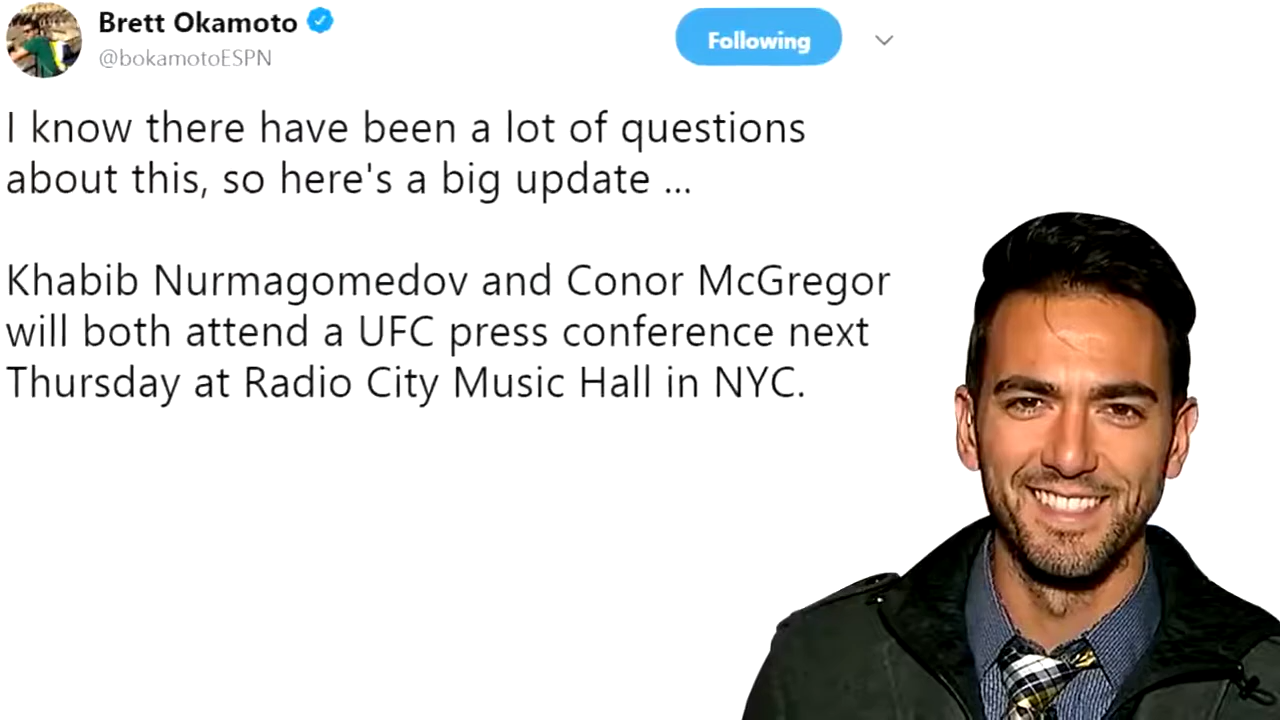 Brett Okamoto
@bokamotoESPN
Following
I know there have been a lot of questions
about this, so here's a big update ...
Khabib Nurmagomedov and Conor McGregor
will both attend a UFC press conference next
Thursday at Radio City Music Hall in NYC.